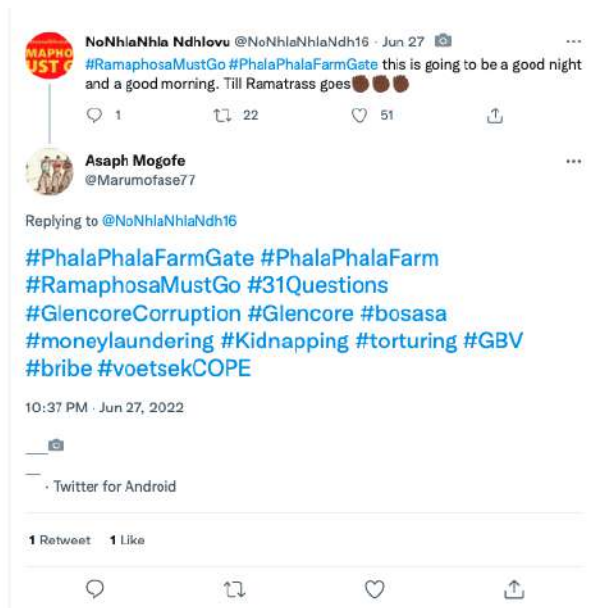 MAPHO
UST G
NoNhlaNhla Ndhlovu @NoNhlaNhlaNdh16 · Jun 27
#RamaphosaMustGo #PhalaPhalaFarmGate this is going to be a good night
and a good morning. Till Ramatrass goes✊🏿✊🏿✊🏿
1 22 51
Asaph Mogofe
@Marumofase77
Replying to @NoNhlaNhlaNdh16
#PhalaPhalaFarmGate #PhalaPhalaFarm
#RamaphosaMustGo #31Questions
#GlencoreCorruption #Glencore #bosasa
#moneylaundering #Kidnapping #torturing #GBV
#bribe #voetsekCOPE
10:37 PM · Jun 27, 2022
· Twitter for Android
1 Retweet 1 Like